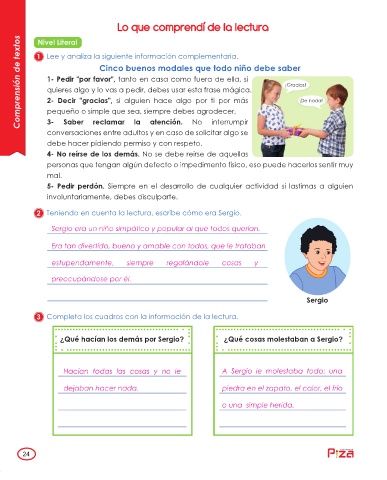 Lo que comprendí de la lectura
Nivel Literal
1 Lee y analiza la siguiente información complementaria.
Cinco buenos modales que todo niño debe saber
1- Pedir "por favor", tanto en casa como fuera de ella, si
quieres algo y lo vas a pedir, debes usar esta frase mágica.
2- Decir "gracias", si alguien hace algo por ti por más
pequeño o simple que sea, siempre debes agradecer.
3- Saber reclamar la atención. No interrumpir
conversaciones entre adultos y en caso de solicitar algo se
debe hacer pidiendo permiso y con respeto.
4- No reírse de los demás. No se debe reírse de aquellas
personas que tengan algún defecto o impedimento físico, eso puede hacerlos sentir muy
mal.
5- Pedir perdón. Siempre en el desarrollo de cualquier actividad si lastimas a alguien
involuntariamente, debes disculparte.
¡Gracias!
De nada!
2 Teniendo en cuenta la lectura, escribe cómo era Sergio.
Sergio era un niño simpático y popular al que todos querían.
Era tan divertido, bueno y amable con todos, que le trataban
estupendamente, siempre regalándole cosas y
preocupándose por él.
Sergio
3 Completa los cuadros con la información de la lectura.
¿Qué hacían los demás por Sergio?
Hacían todas las cosas y no le
dejaban hacer nada.
¿Qué cosas molestaban a Sergio?
A Sergio le molestaba todo: una
piedra en el zapato, el calor, el frío
o una simple herida.
Comprensión de textos
24
Piza